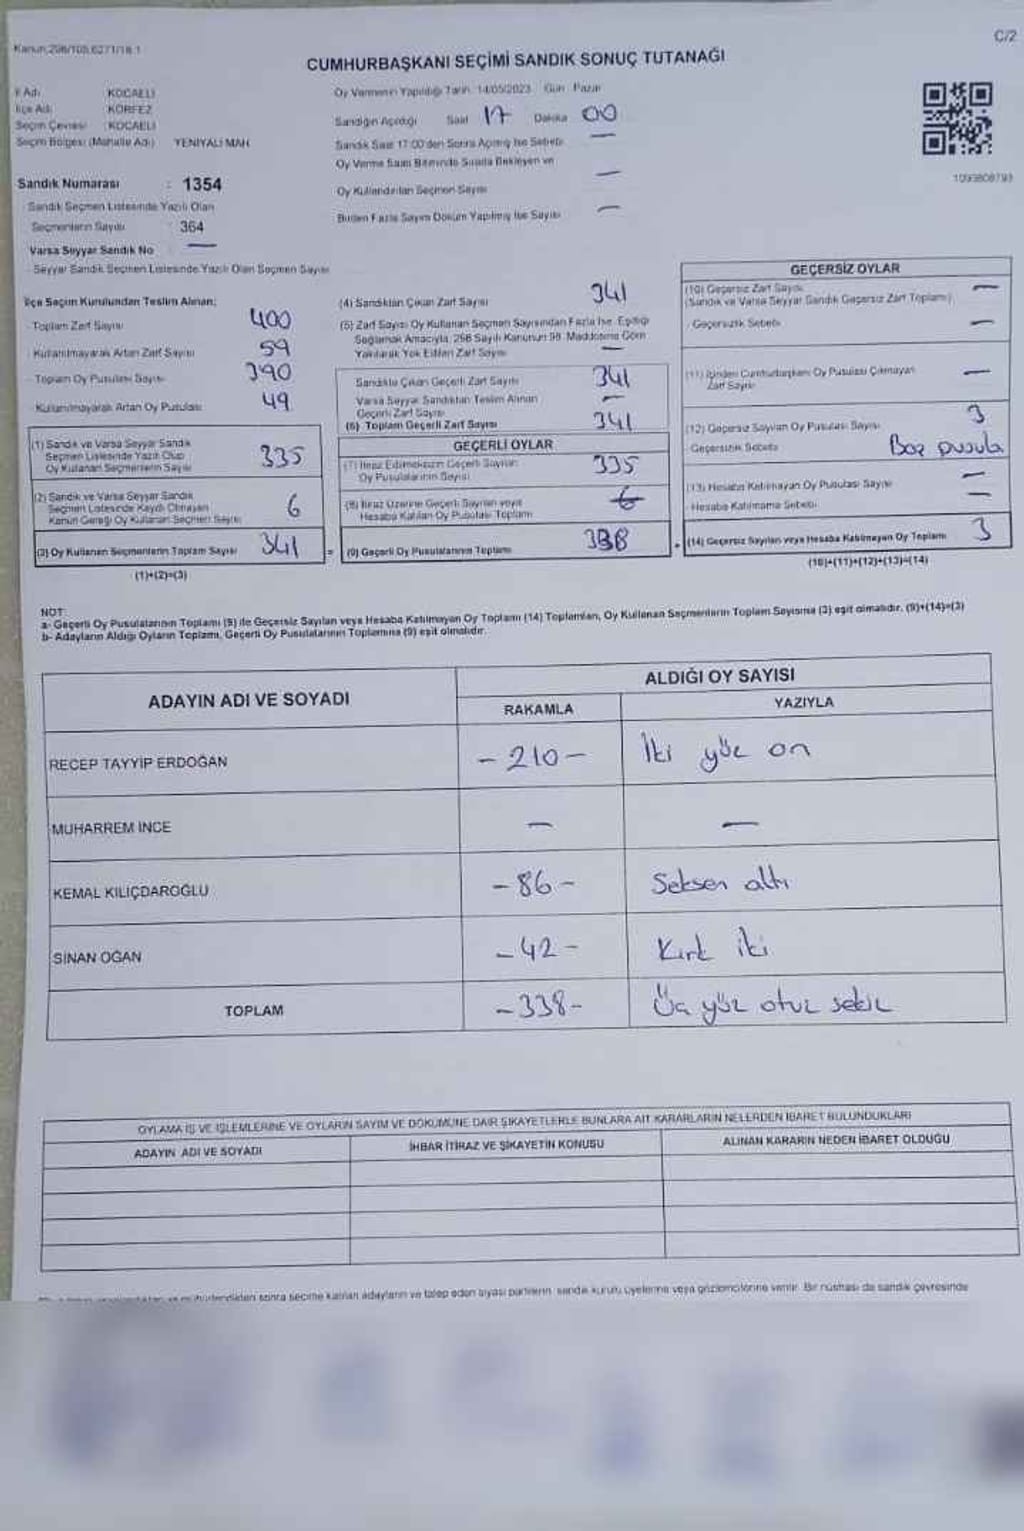 Kanun:298/105,6271/18.1
C/2
CUMHURBAŞKANI SEÇİMİ SANDIK SONUÇ TUTANAĞI
İl Adı : KOCAELİ
İlçe Adı : KÖRFEZ
Seçim Çevresi : KOCAELİ
Seçim Bölgesi (Mahalle Adı) YENİYALI MAH.
Sandık Numarası : 1354
Sandık Seçmen Listesinde Yazılı Olan
Seçmenlerin Sayısı : 364
Varsa Seyyar Sandık No —
Seyyar Sandık Seçmen Listesinde Yazılı Olan Seçmen Sayısı
Oy Vermenin Yapıldığı Tarih: 14/05/2023 Gün: Pazar
Sandığın Açıldığı Saat 17 Dakika 00
Sandık Saat 17:00'den Sonra Açılmış İse Sebebi —
Oy Verme Saati Bitiminde Sırada Bekleyen ve
Oy Kullandırılan Seçmen Sayısı —
Birden Fazla Sayım Döküm Yapılmış İse Sayısı —
1093808793
İlçe Seçim Kurulundan Teslim Alınan;
Toplam Zarf Sayısı 400
Kullanılmayarak Artan Zarf Sayısı 59
Toplam Oy Pusulası Sayısı 390
Kullanılmayarak Artan Oy Pusulası 49
(1) Sandık ve Varsa Seyyar Sandık
Seçmen Listesinde Yazılı Olup
Oy Kullanan Seçmenlerin Sayısı 335
(2) Sandık ve Varsa Seyyar Sandık
Seçmen Listesinde Kaydı Olmayan
Kanun Gereği Oy Kullanan Seçmen Sayısı 6
(3) Oy Kullanan Seçmenlerin Toplam Sayısı 341
(1)+(2)=(3)
(4) Sandıktan Çıkan Zarf Sayısı 341
(5) Zarf Sayısı Oy Kullanan Seçmen Sayısından Fazla İse, Eşitliği
Sağlamak Amacıyla, 298 Sayılı Kanunun 98. Maddesine Göre
Yakılarak Yok Edilen Zarf Sayısı —
Sandıkta Çıkan Geçerli Zarf Sayısı 341
Varsa Seyyar Sandıktan Teslim Alınan
Geçerli Zarf Sayısı —
(6) Toplam Geçerli Zarf Sayısı 341
GEÇERLİ OYLAR
(7) İtiraz Edilmeksizin Geçerli Sayılan
Oy Pusulalarının Sayısı 335
(8) İtiraz Üzerine Geçerli Sayılan veya
Hesaba Katılan Oy Pusulası Toplamı 6
= (9) Geçerli Oy Pusulalarının Toplamı 338
GEÇERSİZ OYLAR
(10) Geçersiz Zarf Sayısı —
(Sandık ve Varsa Seyyar Sandık Geçersiz Zarf Toplamı)
Geçersizlik Sebebi —
(11) İçinden Cumhurbaşkanı Oy Pusulası Çıkmayan
Zarf Sayısı —
(12) Geçersiz Sayılan Oy Pusulası Sayısı 3
Geçersizlik Sebebi Boş pusula
(13) Hesaba Katılmayan Oy Pusulası Sayısı —
Hesaba Katılmama Sebebi —
+ (14) Geçersiz Sayılan veya Hesaba Katılmayan Oy Toplamı 3
(10)+(11)+(12)+(13)=(14)
NOT:
a- Geçerli Oy Pusulalarının Toplamı (9) ile Geçersiz Sayılan veya Hesaba Katılmayan Oy Toplamı (14) Toplamları, Oy Kullanan Seçmenlerin Toplam Sayısına (3) eşit olmalıdır. (9)+(14)=(3)
b- Adayların Aldığı Oyların Toplamı, Geçerli Oy Pusulalarının Toplamına (9) eşit olmalıdır.
ADAYIN ADI VE SOYADI
ALDIĞI OY SAYISI
RAKAMLA YAZIYLA
RECEP TAYYİP ERDOĞAN -210- İki yüz on
MUHARREM İNCE — —
KEMAL KILIÇDAROĞLU -86- Seksen altı
SİNAN OĞAN -42- Kırk iki
TOPLAM -338- Üç yüz otuz sekiz
OYLAMA İŞ VE İŞLEMLERİNE VE OYLARIN SAYIM VE DÖKÜMÜNE DAİR ŞİKAYETLERLE BUNLARA AİT KARARLARIN NELERDEN İBARET BULUNDUKLARI
ADAYIN ADI VE SOYADI İHBAR İTİRAZ VE ŞİKAYETİN KONUSU ALINAN KARARIN NEDEN İBARET OLDUĞU
sonra seçime katılan adayların ve talep eden siyasi partilerin sandık kurulu üyelerine veya gözlemcilerine verilir. Bir nüshası da sandık çevresinde